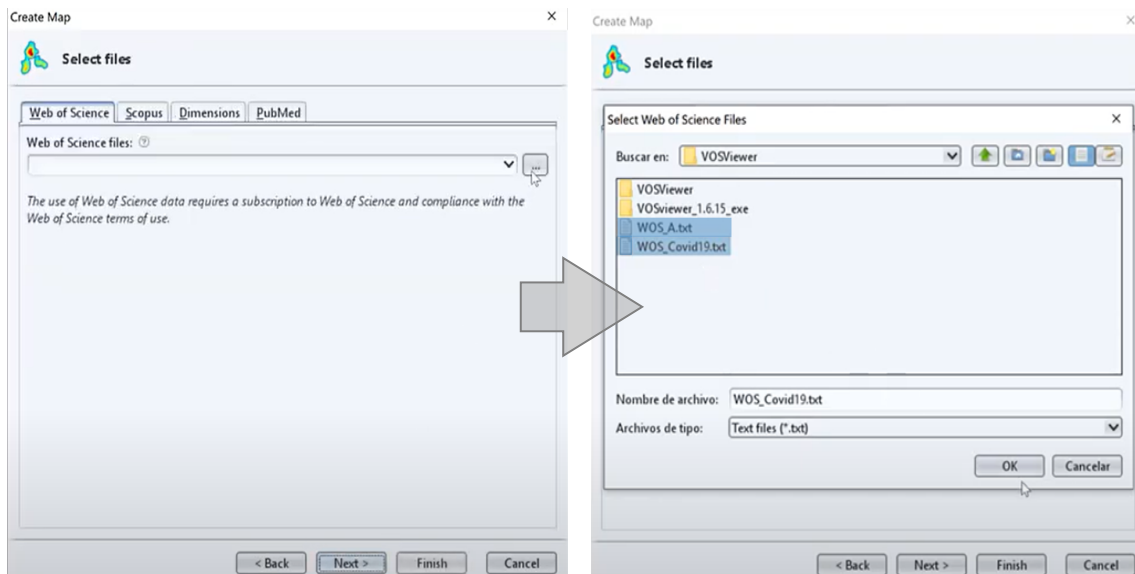 Create Map
Select files
Web of Science Scopus Dimensions PubMed
Web of Science files:
...
The use of Web of Science data requires a subscription to Web of Science and compliance with the
Web of Science terms of use.
< Back Next > Finish Cancel
Create Map
Select files
Select Web of Science Files
Buscar en: VOSViewer
VOSViewer
VOSviewer_1.6.15_exe
WOS_A.txt
WOS_Covid19.txt
Nombre de archivo: WOS_Covid19.txt
Archivos de tipo: Text files (*.txt)
OK Cancelar
< Back Next > Finish Cancel